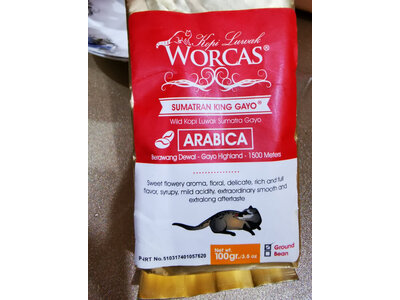 Kopi Luwak
WORCAS®
SUMATRAN KING GAYO®
Wild Kopi Luwak Sumatra Gayo
ARABICA
Berawang Dewal - Gayo Highland - 1500 Meters
Sweet flowery aroma, floral, delicate, rich and full
flavor, syrupy, mild acidity, extraordinary smooth and
extralong aftertaste
Net wt.
100gr./3.5 oz
Ground
Bean
P-IRT No. 510317401057620